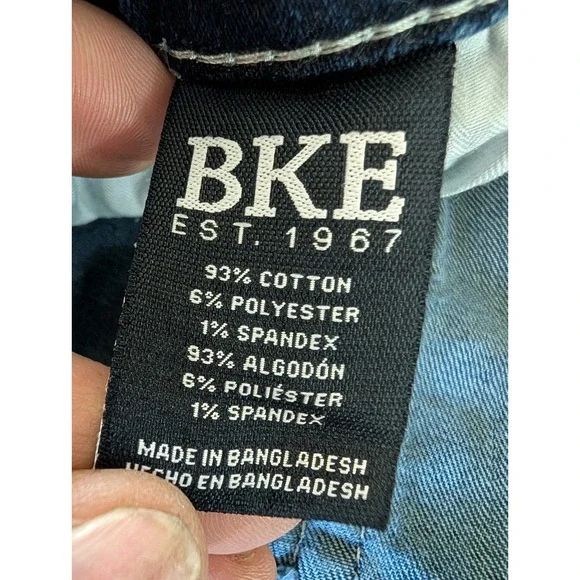 BKE
EST. 1967
93% COTTON
6% POLYESTER
1% SPANDEX
93% ALGODÓN
6% POLIÉSTER
1% SPANDEX
MADE IN BANGLADESH
HECHO EN BANGLADESH